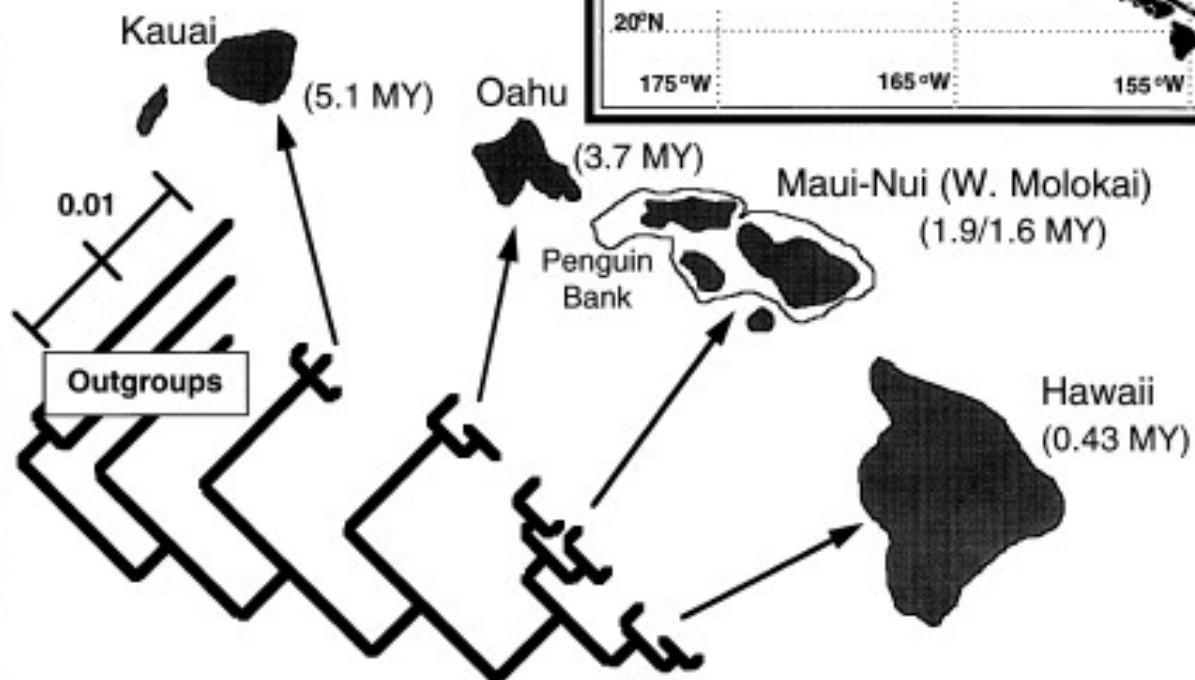 Kauai
(5.1 MY)
20°N
175°W
165°W
155°W
Oahu
(3.7 MY)
Maui-Nui (W. Molokai)
(1.9/1.6 MY)
0.01
Penguin
Bank
Outgroups
Hawaii
(0.43 MY)